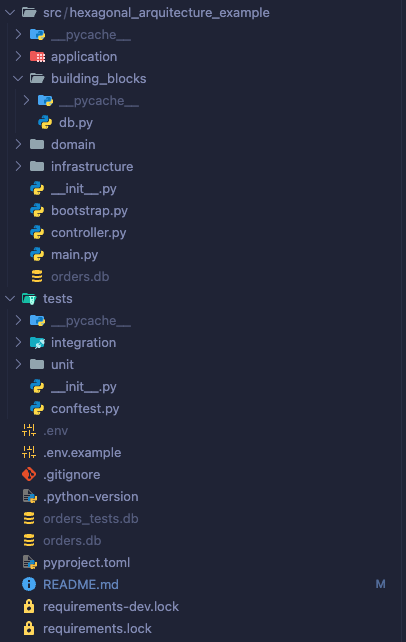 src / hexagonal_arquitecture_example
__pycache__
application
building_blocks
__pycache__
db.py
domain
infrastructure
__init__.py
bootstrap.py
controller.py
main.py
orders.db
tests
__pycache__
integration
unit
__init__.py
conftest.py
.env
.env.example
.gitignore
.python-version
orders_tests.db
orders.db
pyproject.toml
README.md M
requirements-dev.lock
requirements.lock